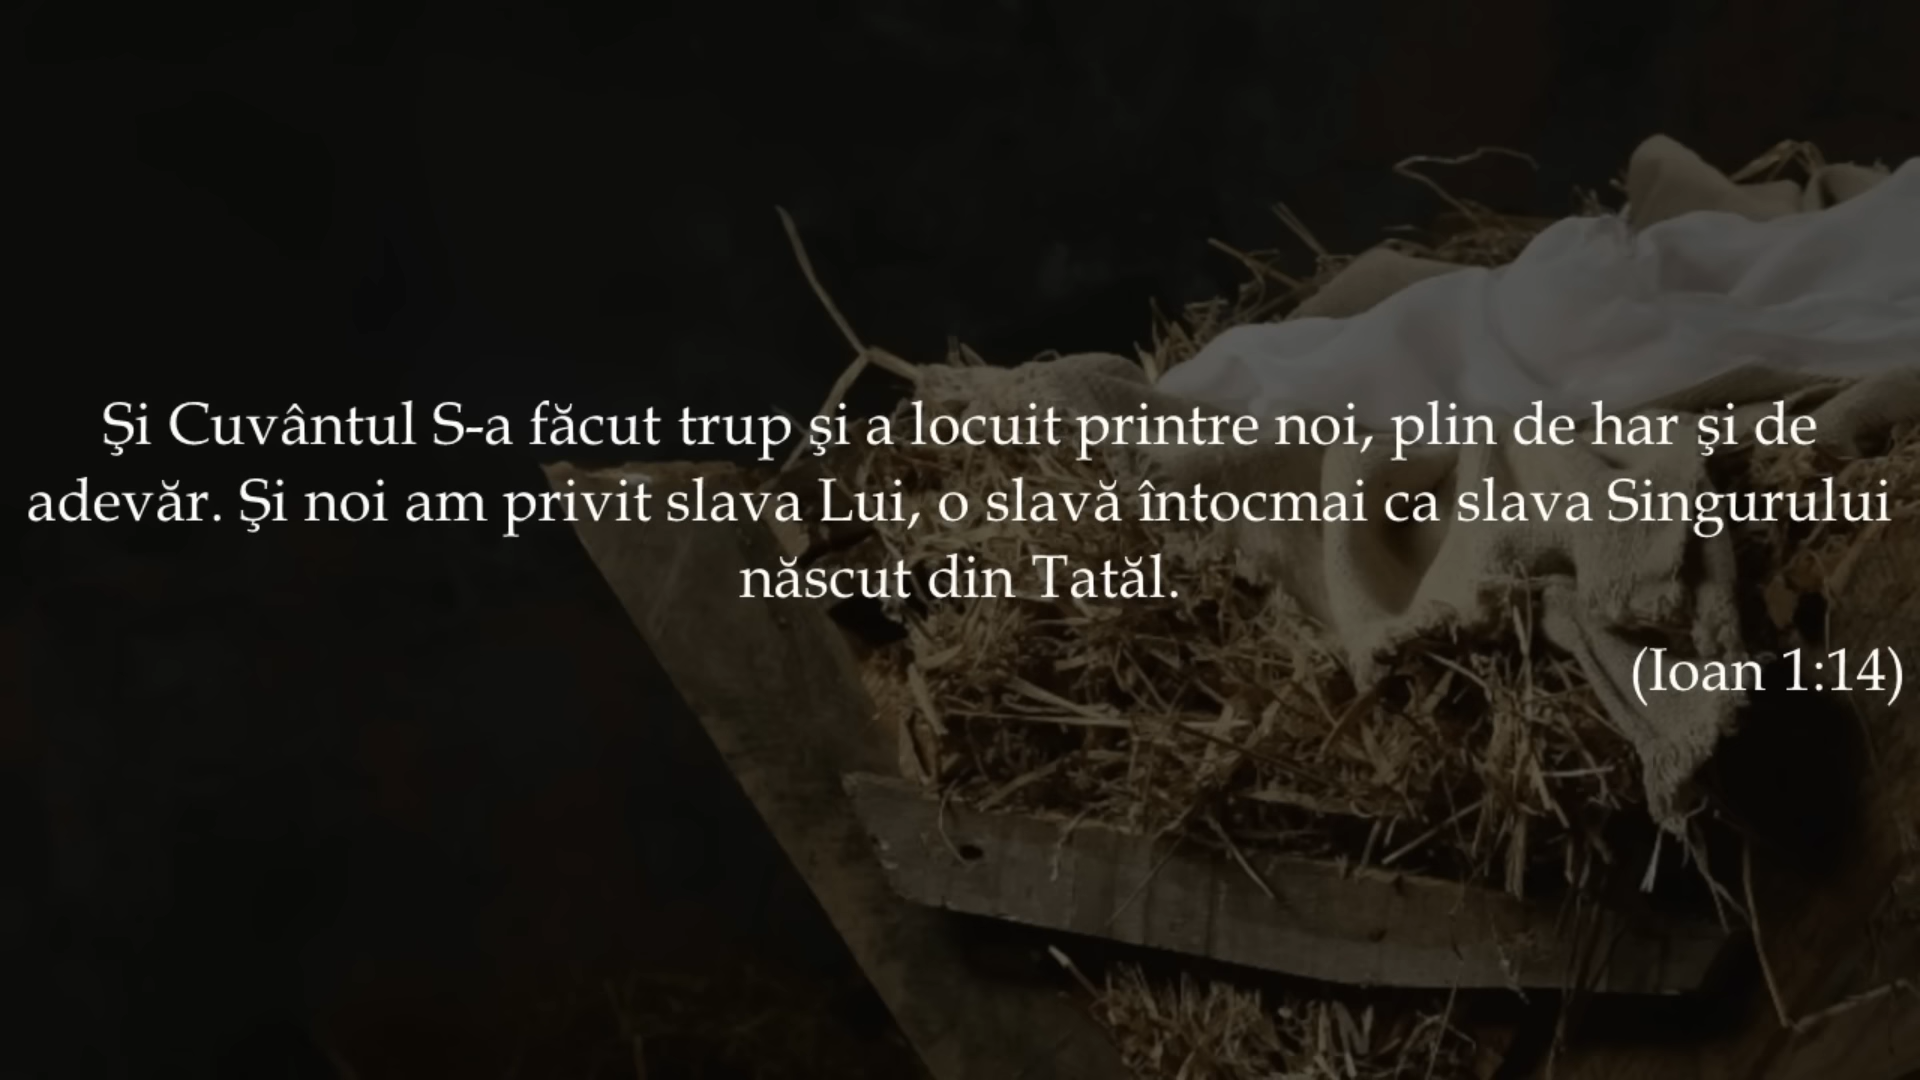 Şi Cuvântul S-a făcut trup şi a locuit printre noi, plin de har şi de
adevăr. Şi noi am privit slava Lui, o slavă întocmai ca slava Singurului
născut din Tatăl.
(Ioan 1:14)